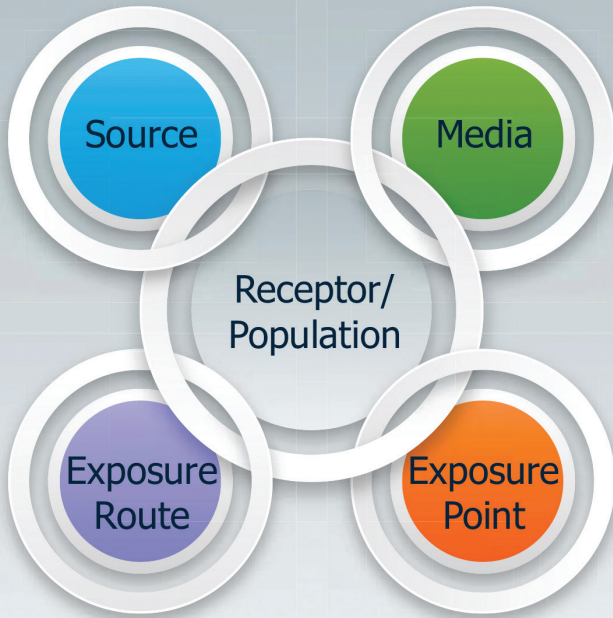 Source
Media
Receptor/
Population
Exposure
Route
Exposure
Point